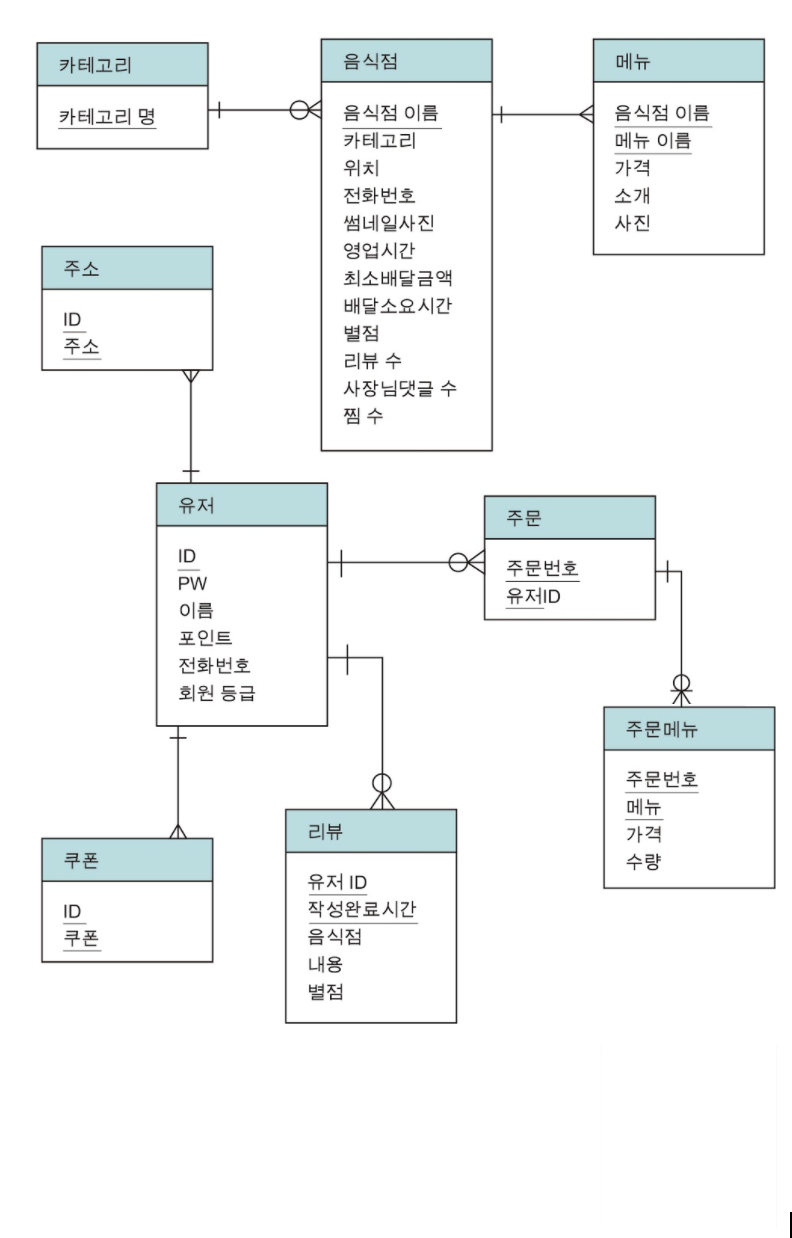 카테고리
카테고리 명
음식점
음식점 이름
카테고리
위치
전화번호
썸네일사진
영업시간
최소배달금액
배달소요시간
별점
리뷰 수
사장님댓글 수
찜 수
메뉴
음식점 이름
메뉴 이름
가격
소개
사진
주소
ID
주소
유저
ID
PW
이름
포인트
전화번호
회원 등급
주문
주문번호
유저ID
주문메뉴
주문번호
메뉴
가격
수량
쿠폰
ID
쿠폰
리뷰
유저 ID
작성완료시간
음식점
내용
별점